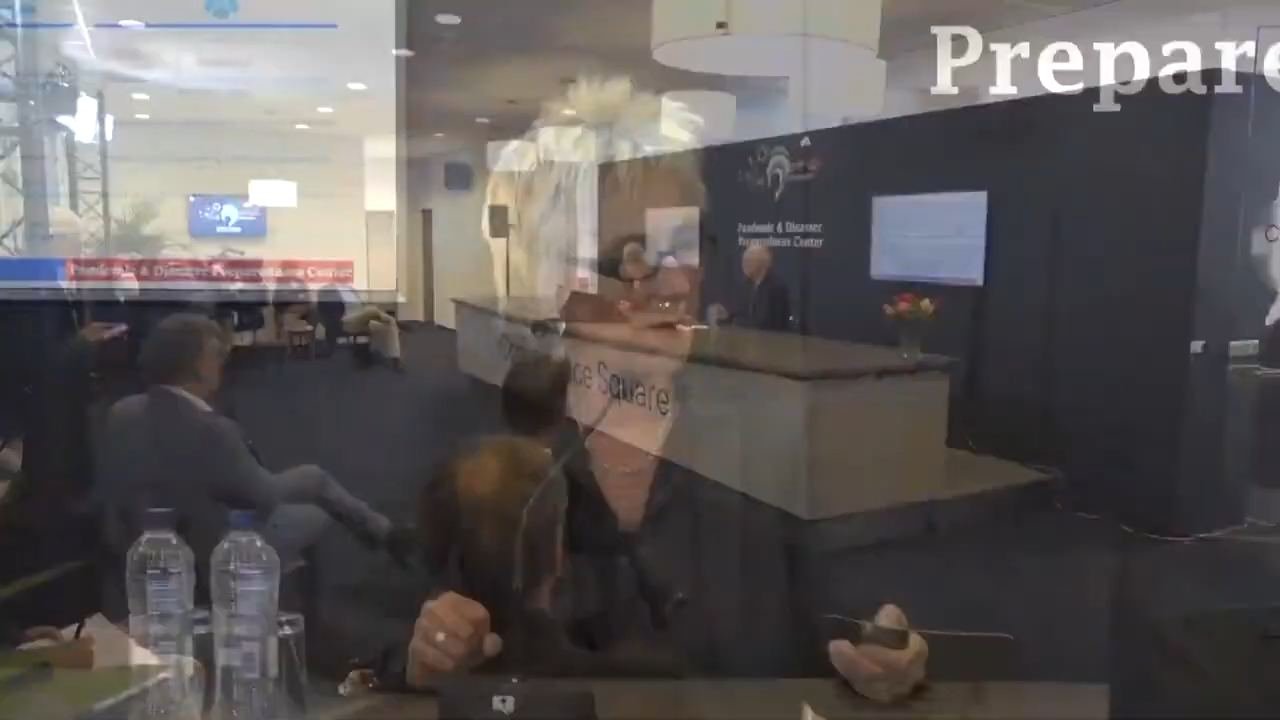 Prepare
Pandemic & Disaster
Preparedness Center
Pandemic & Disaster Preparedness Center
ce Square